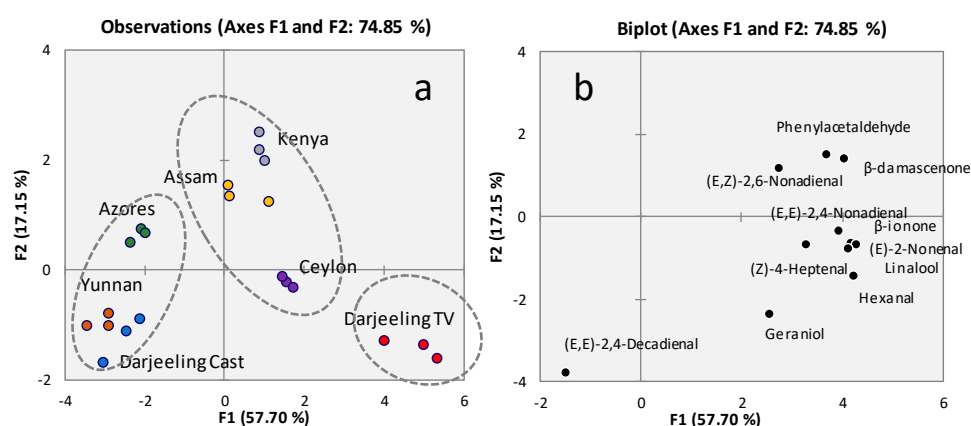 Observations (Axes F1 and F2: 74.85 %)
a
Kenya
Assam
Azores
Ceylon
Yunnan
Darjeeling TV
Darjeeling Cast
4
2
0
-2
-4
-2
0
2
4
6
F2 (17.15 %)
F1 (57.70 %)
Biplot (Axes F1 and F2: 74.85 %)
b
Phenylacetaldehyde
β-damascenone
(E,Z)-2,6-Nonadienal
(E,E)-2,4-Nonadienal
β-ionone
(E)-2-Nonenal
(Z)-4-Heptenal
Linalool
Hexanal
Geraniol
(E,E)-2,4-Decadienal
4
2
0
-2
-4
-2
0
2
4
6
F2 (17.15 %)
F1 (57.70 %)